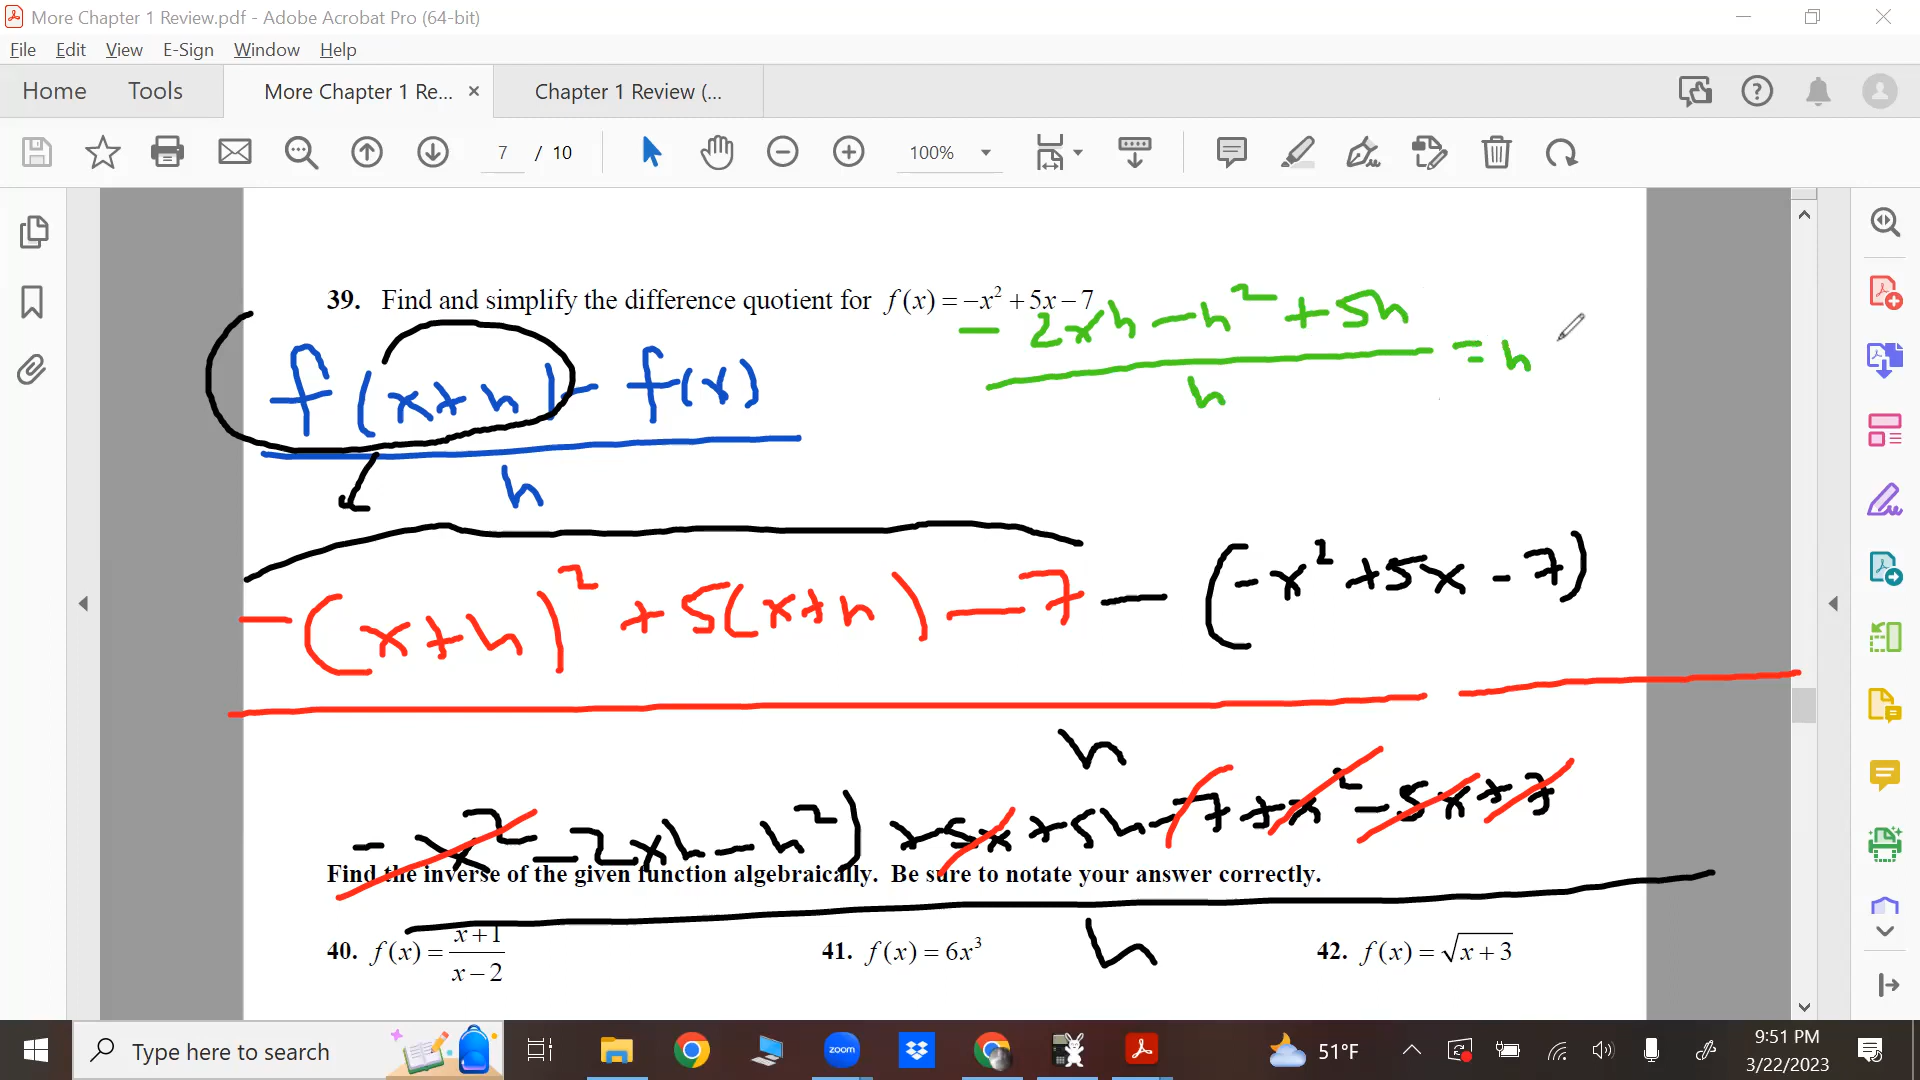 More Chapter 1 Review.pdf - Adobe Acrobat Pro (64-bit)
File Edit View E-Sign Window Help
Home Tools More Chapter 1 Re... × Chapter 1 Review (...
7 / 10 100%
39. Find and simplify the difference quotient for f(x) = -x² + 5x - 7
- 2xh - h² + 5h
= h
h
f(x+h) - f(x)
h
-(x+h)² + 5(x+h) - 7 - (-x² + 5x - 7)
h
- x² - 2xh - h²) + 5x + 5h - 7 + x² - 5x + 7
Find the inverse of the given function algebraically. Be sure to notate your answer correctly.
h
40. f(x) = (x+1)/(x-2) 41. f(x) = 6x³ 42. f(x) = √(x+3)
Type here to search zoom 51°F 9:51 PM
3/22/2023